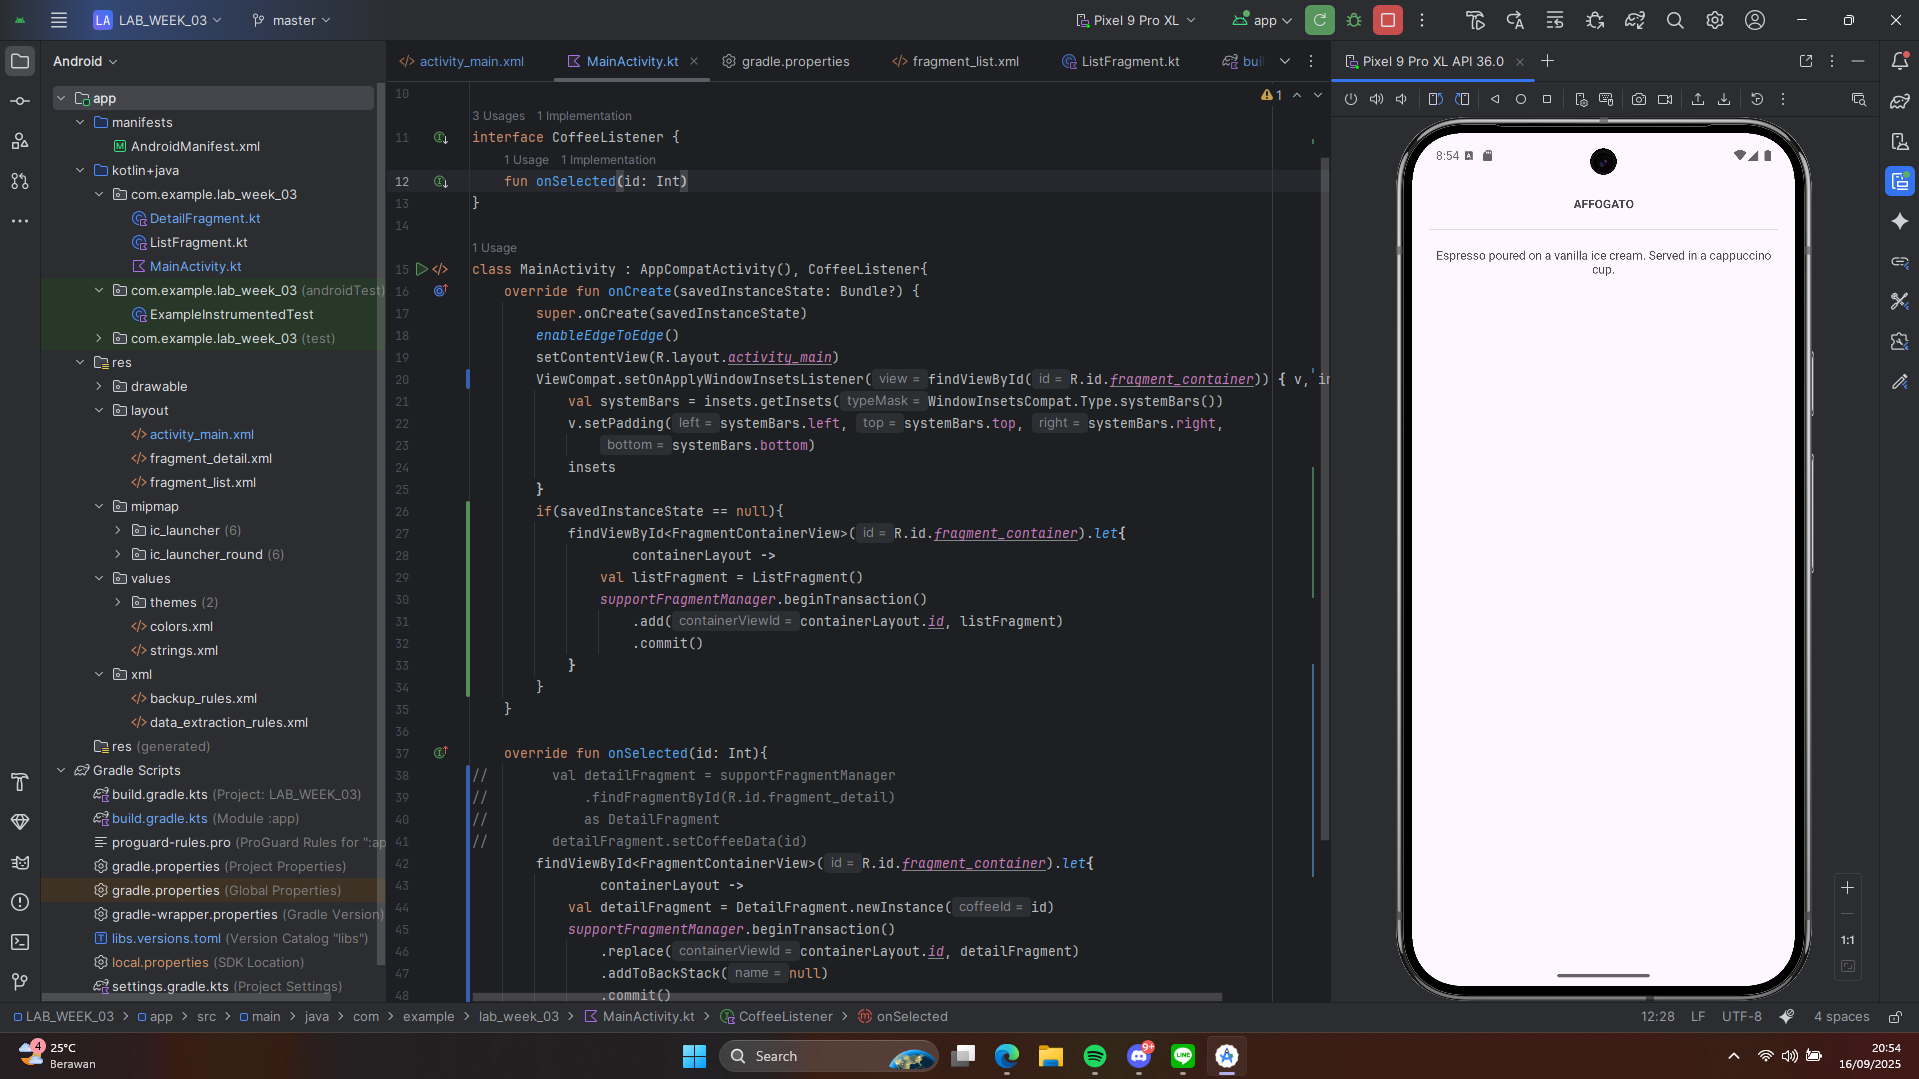 LA LAB_WEEK_03 master Pixel 9 Pro XL app
Android
app
manifests
AndroidManifest.xml
kotlin+java
com.example.lab_week_03
DetailFragment.kt
ListFragment.kt
MainActivity.kt
com.example.lab_week_03 (androidTest)
ExampleInstrumentedTest
com.example.lab_week_03 (test)
res
drawable
layout
activity_main.xml
fragment_detail.xml
fragment_list.xml
mipmap
ic_launcher (6)
ic_launcher_round (6)
values
themes (2)
colors.xml
strings.xml
xml
backup_rules.xml
data_extraction_rules.xml
res (generated)
Gradle Scripts
build.gradle.kts (Project: LAB_WEEK_03)
build.gradle.kts (Module :app)
proguard-rules.pro (ProGuard Rules for ":ap
gradle.properties (Project Properties)
gradle.properties (Global Properties)
gradle-wrapper.properties (Gradle Version)
libs.versions.toml (Version Catalog "libs")
local.properties (SDK Location)
settings.gradle.kts (Project Settings)
activity_main.xml MainActivity.kt gradle.properties fragment_list.xml ListFragment.kt bui
1
10
3 Usages 1 Implementation
11 interface CoffeeListener {
1 Usage 1 Implementation
12 fun onSelected(id: Int)
13 }
14
1 Usage
15 class MainActivity : AppCompatActivity(), CoffeeListener{
16 override fun onCreate(savedInstanceState: Bundle?) {
17 super.onCreate(savedInstanceState)
18 enableEdgeToEdge()
19 setContentView(R.layout.activity_main)
20 ViewCompat.setOnApplyWindowInsetsListener( view = findViewById( id = R.id.fragment_container)) { v, in
21 val systemBars = insets.getInsets( typeMask = WindowInsetsCompat.Type.systemBars())
22 v.setPadding( left = systemBars.left, top = systemBars.top, right = systemBars.right,
23 bottom = systemBars.bottom)
24 insets
25 }
26 if(savedInstanceState == null){
27 findViewById<FragmentContainerView>( id = R.id.fragment_container).let{
28 containerLayout ->
29 val listFragment = ListFragment()
30 supportFragmentManager.beginTransaction()
31 .add( containerViewId = containerLayout.id, listFragment)
32 .commit()
33 }
34 }
35 }
36
37 override fun onSelected(id: Int){
38 // val detailFragment = supportFragmentManager
39 // .findFragmentById(R.id.fragment_detail)
40 // as DetailFragment
41 // detailFragment.setCoffeeData(id)
42 findViewById<FragmentContainerView>( id = R.id.fragment_container).let{
43 containerLayout ->
44 val detailFragment = DetailFragment.newInstance( coffeeId = id)
45 supportFragmentManager.beginTransaction()
46 .replace( containerViewId = containerLayout.id, detailFragment)
47 .addToBackStack( name = null)
48 .commit()
Pixel 9 Pro XL API 36.0
8:54
AFFOGATO
Espresso poured on a vanilla ice cream. Served in a cappuccino
cup.
1:1
LAB_WEEK_03 app src main java com example lab_week_03 MainActivity.kt CoffeeListener onSelected
12:28 LF UTF-8 4 spaces
4
25°C
Berawan
Search
9+
LINE
20:54
16/09/2025